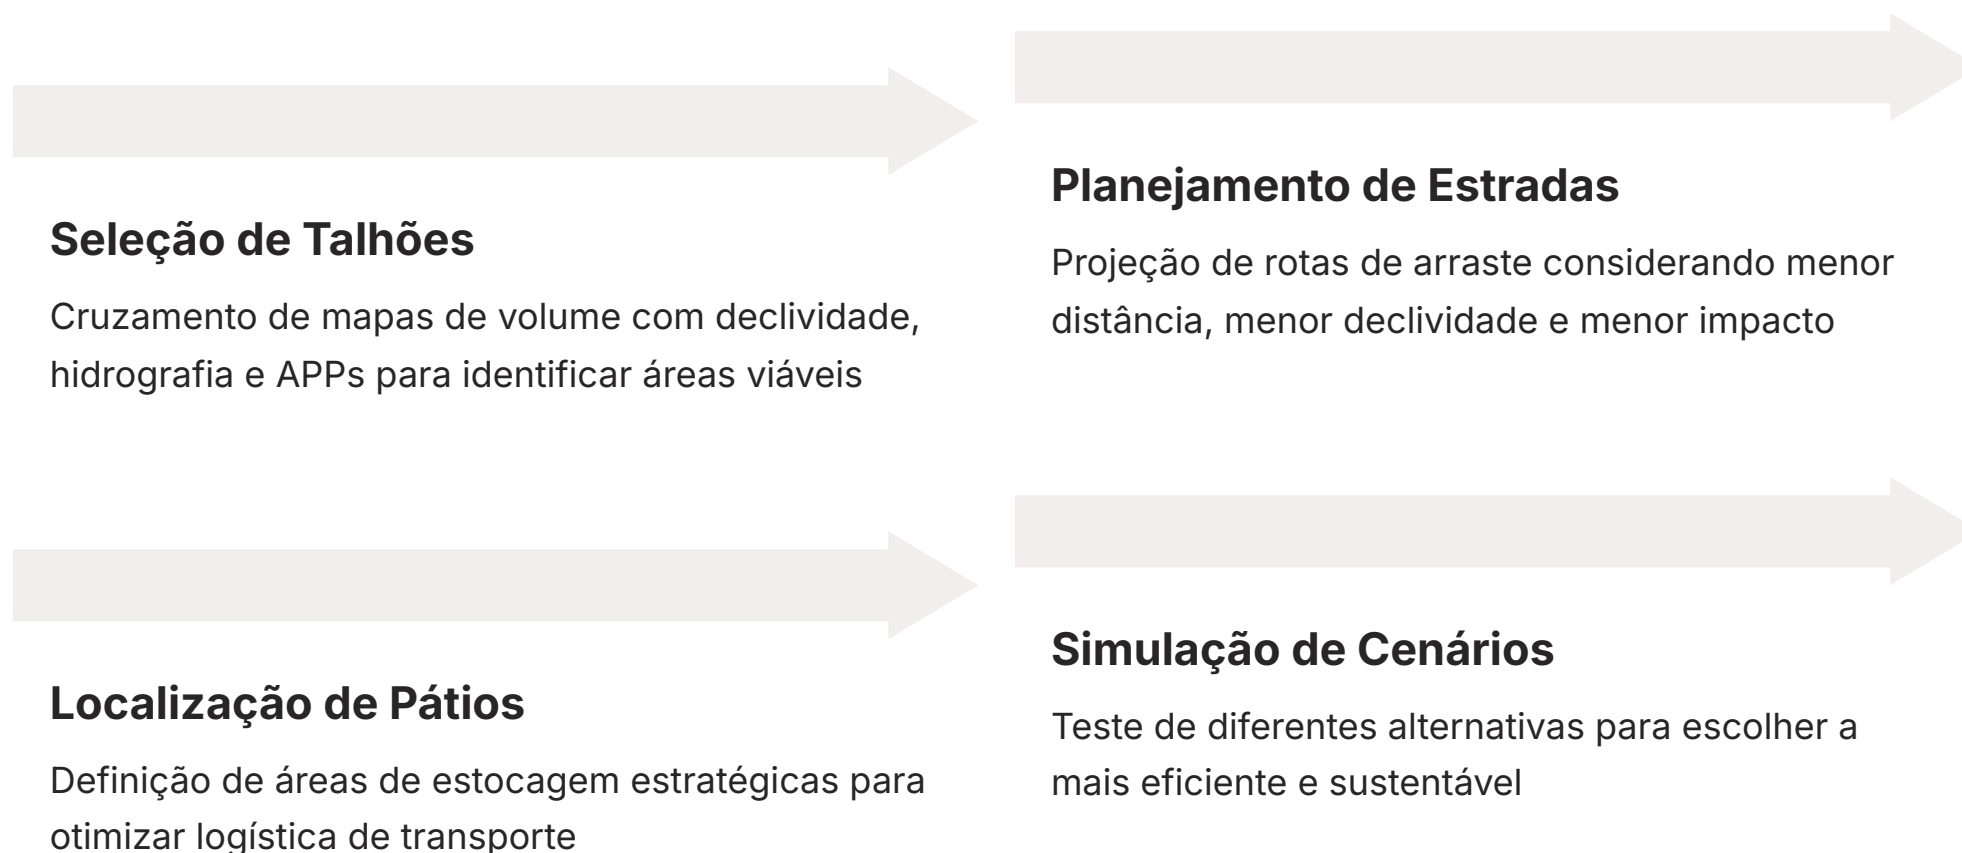 Seleção de Talhões
Cruzamento de mapas de volume com declividade,
hidrografia e APPs para identificar áreas viáveis
Planejamento de Estradas
Projeção de rotas de arraste considerando menor
distância, menor declividade e menor impacto
Localização de Pátios
Definição de áreas de estocagem estratégicas para
otimizar logística de transporte
Simulação de Cenários
Teste de diferentes alternativas para escolher a
mais eficiente e sustentável